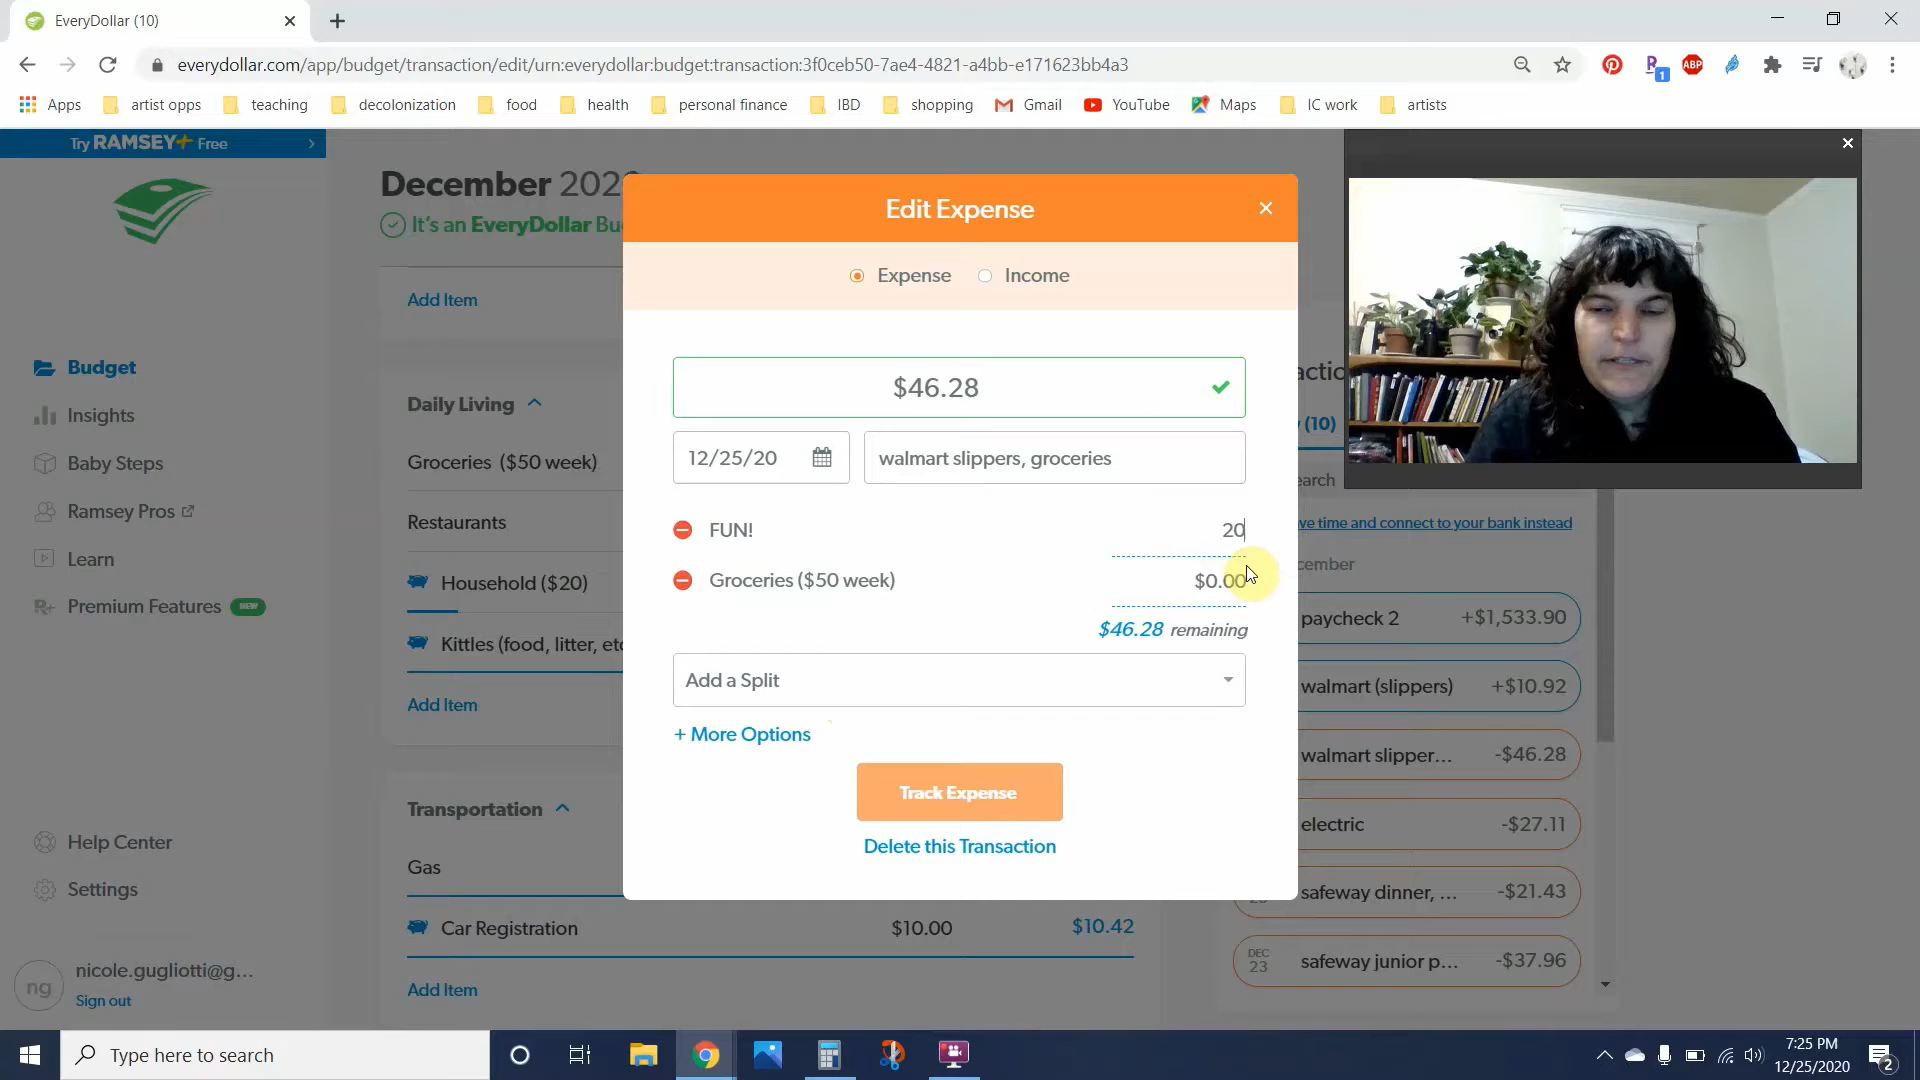 EveryDollar (10)
everydollar.com/app/budget/transaction/edit/urn:everydollar:budget:transaction:3f0ceb50-7ae4-4821-a4bb-e171623bb4a3
ABP
1
Apps
artist opps
teaching
decolonization
food
health
personal finance
IBD
shopping
Gmail
YouTube
Maps
IC work
artists
Try RAMSEY+ Free
Budget
Insights
Baby Steps
Ramsey Pros
Learn
Premium Features NEW
Help Center
Settings
ng
nicole.gugliotti@g...
Sign out
December 202
It's an EveryDollar Bu
Add Item
Daily Living
Groceries ($50 week)
Restaurants
Household ($20)
Kittles (food, litter, etc
Add Item
Transportation
Gas
Car Registration $10.00 $10.42
Add Item
Edit Expense
Expense Income
$46.28
12/25/20
walmart slippers, groceries
FUN! 20
Groceries ($50 week) $0.00
$46.28 remaining
Add a Split
+ More Options
Track Expense
Delete this Transaction
(10)
earch
ve time and connect to your bank instead
cember
paycheck 2 +$1,533.90
walmart (slippers) +$10.92
walmart slipper... -$46.28
electric -$27.11
safeway dinner, ... -$21.43
DEC
23
safeway junior p... -$37.96
Type here to search
7:25 PM
12/25/2020
2